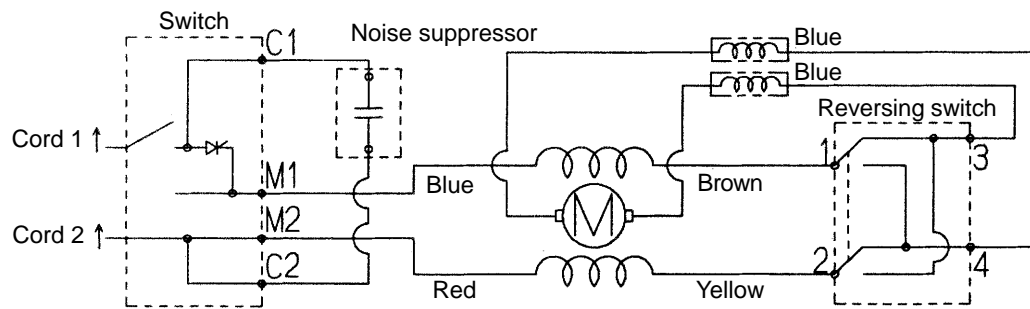 Switch
C1
Noise suppressor
Blue
Blue
Reversing switch
Cord 1
1
3
M1
Blue
Brown
M
M2
Cord 2
C2
2
4
Red
Yellow